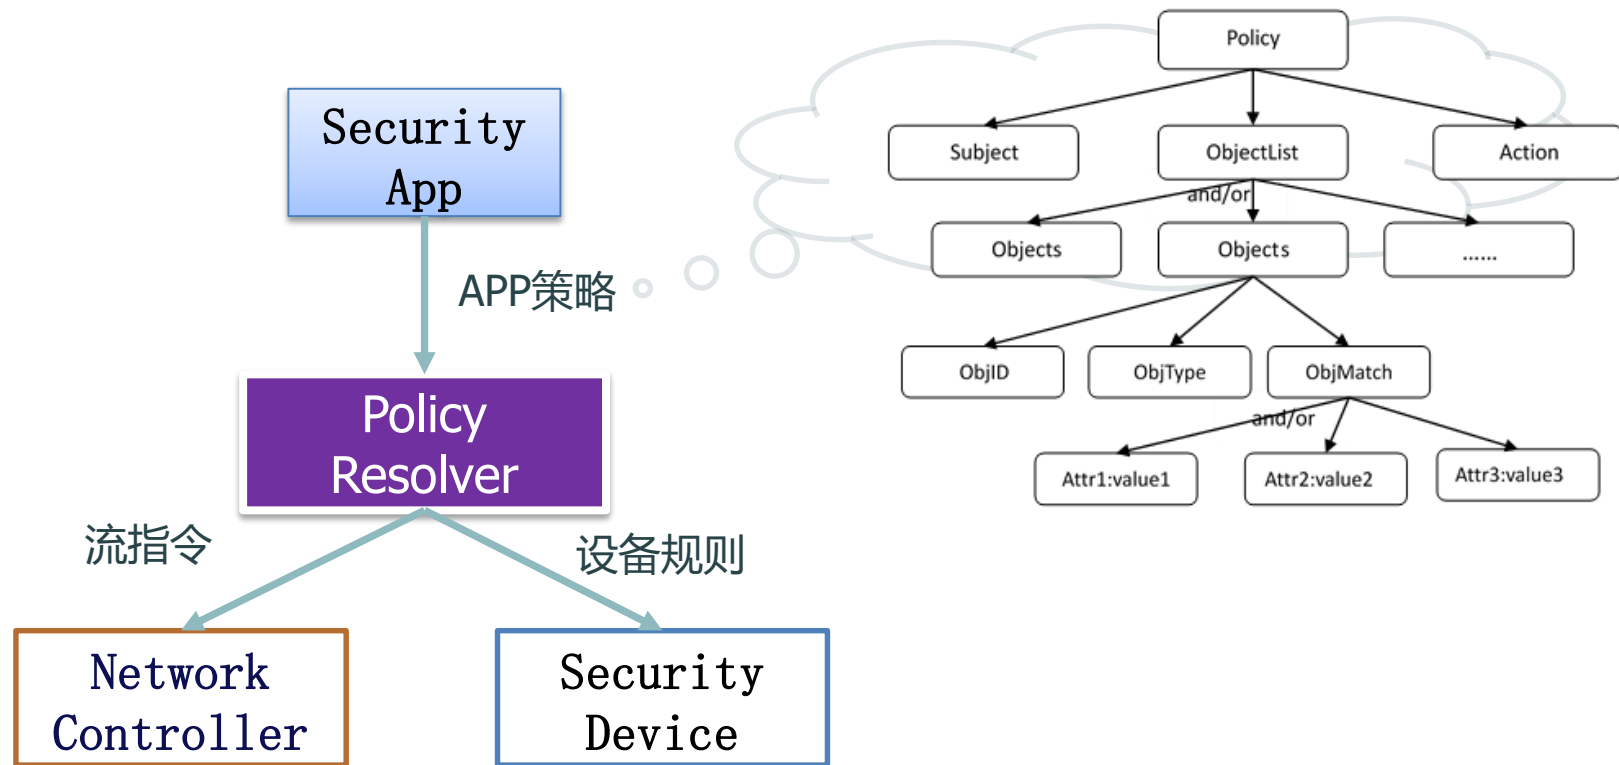 Security
App
APP策略
Policy
Resolver
流指令
设备规则
Network
Controller
Security
Device
Policy
Subject
ObjectList
Action
and/or
Objects
Objects
......
ObjID
ObjType
ObjMatch
and/or
Attr1:value1
Attr2:value2
Attr3:value3